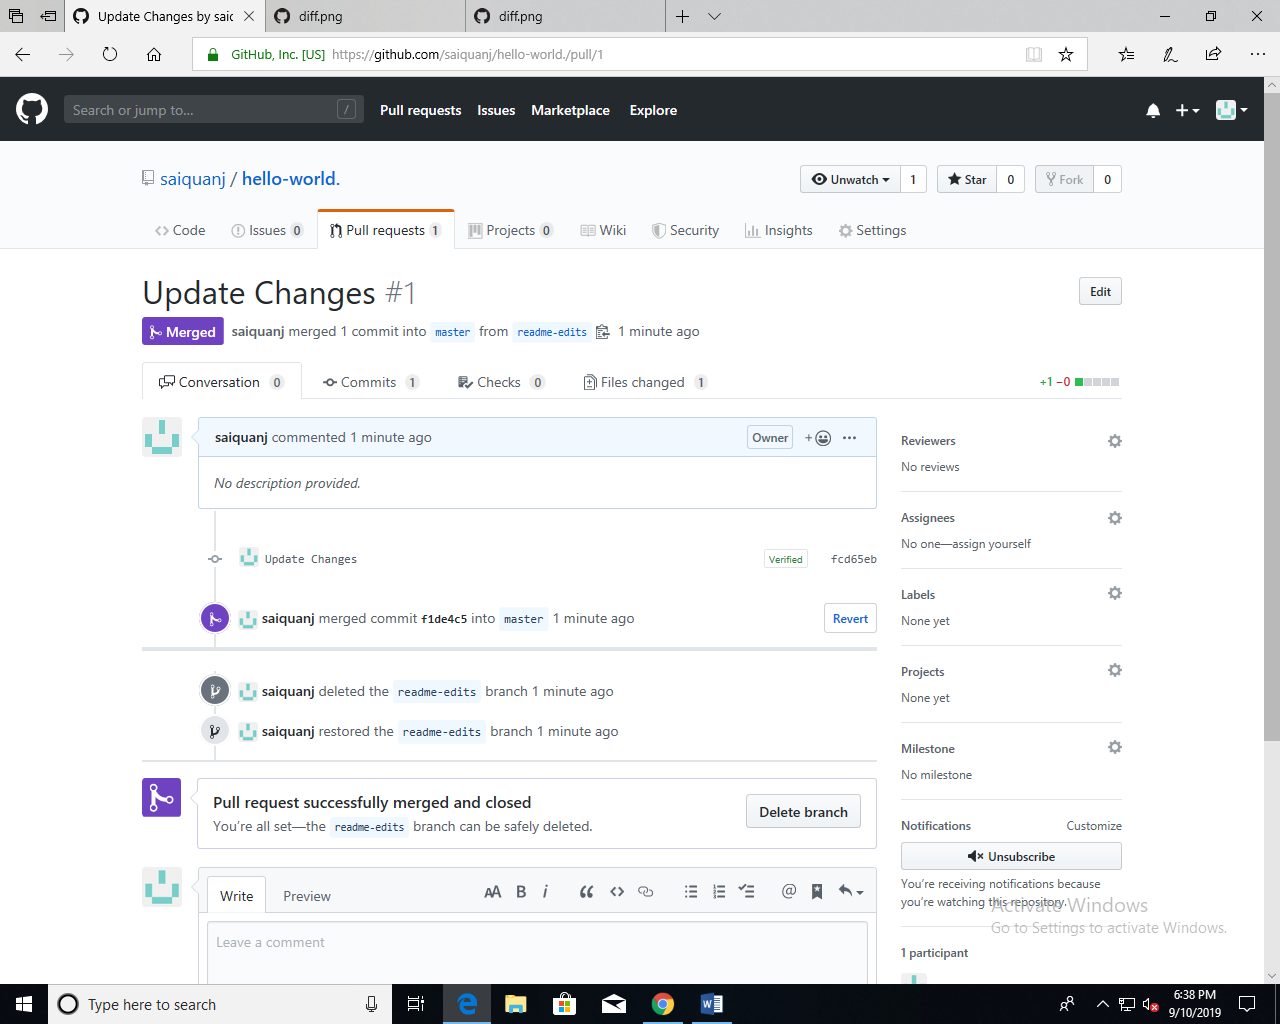 Update Changes by saic
diff.png
diff.png
GitHub, Inc. [US] https://github.com/saiquanj/hello-world./pull/1
Search or jump to... /
Pull requests Issues Marketplace Explore
saiquanj / hello-world.
Unwatch 1 Star 0 Fork 0
Code Issues 0 Pull requests 1 Projects 0 Wiki Security Insights Settings
Update Changes #1
Edit
Merged saiquanj merged 1 commit into master from readme-edits 1 minute ago
Conversation 0 Commits 1 Checks 0 Files changed 1 +1 −0
saiquanj commented 1 minute ago Owner
No description provided.
Update Changes Verified fcd65eb
saiquanj merged commit f1de4c5 into master 1 minute ago Revert
saiquanj deleted the readme-edits branch 1 minute ago
saiquanj restored the readme-edits branch 1 minute ago
Pull request successfully merged and closed
You're all set—the readme-edits branch can be safely deleted.
Delete branch
Write Preview AA B i
Leave a comment
Reviewers
No reviews
Assignees
No one—assign yourself
Labels
None yet
Projects
None yet
Milestone
No milestone
Notifications Customize
Unsubscribe
You're receiving notifications because
you're watching this repository.
Activate Windows
Go to Settings to activate Windows.
1 participant
Type here to search
6:38 PM
9/10/2019